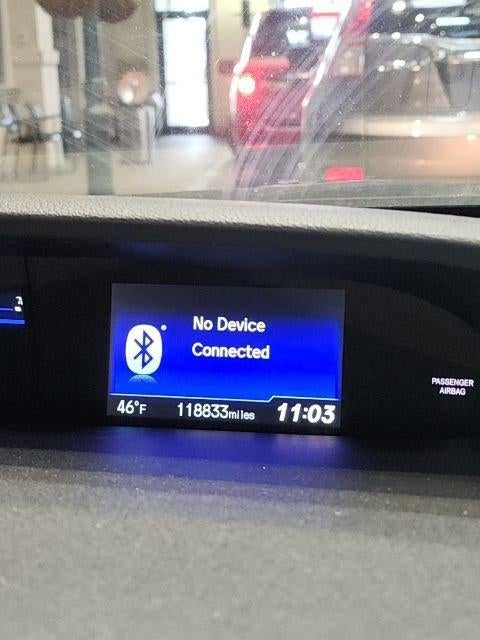 No Device
Connected
46°F 118833miles 11:03
PASSENGER
AIRBAG